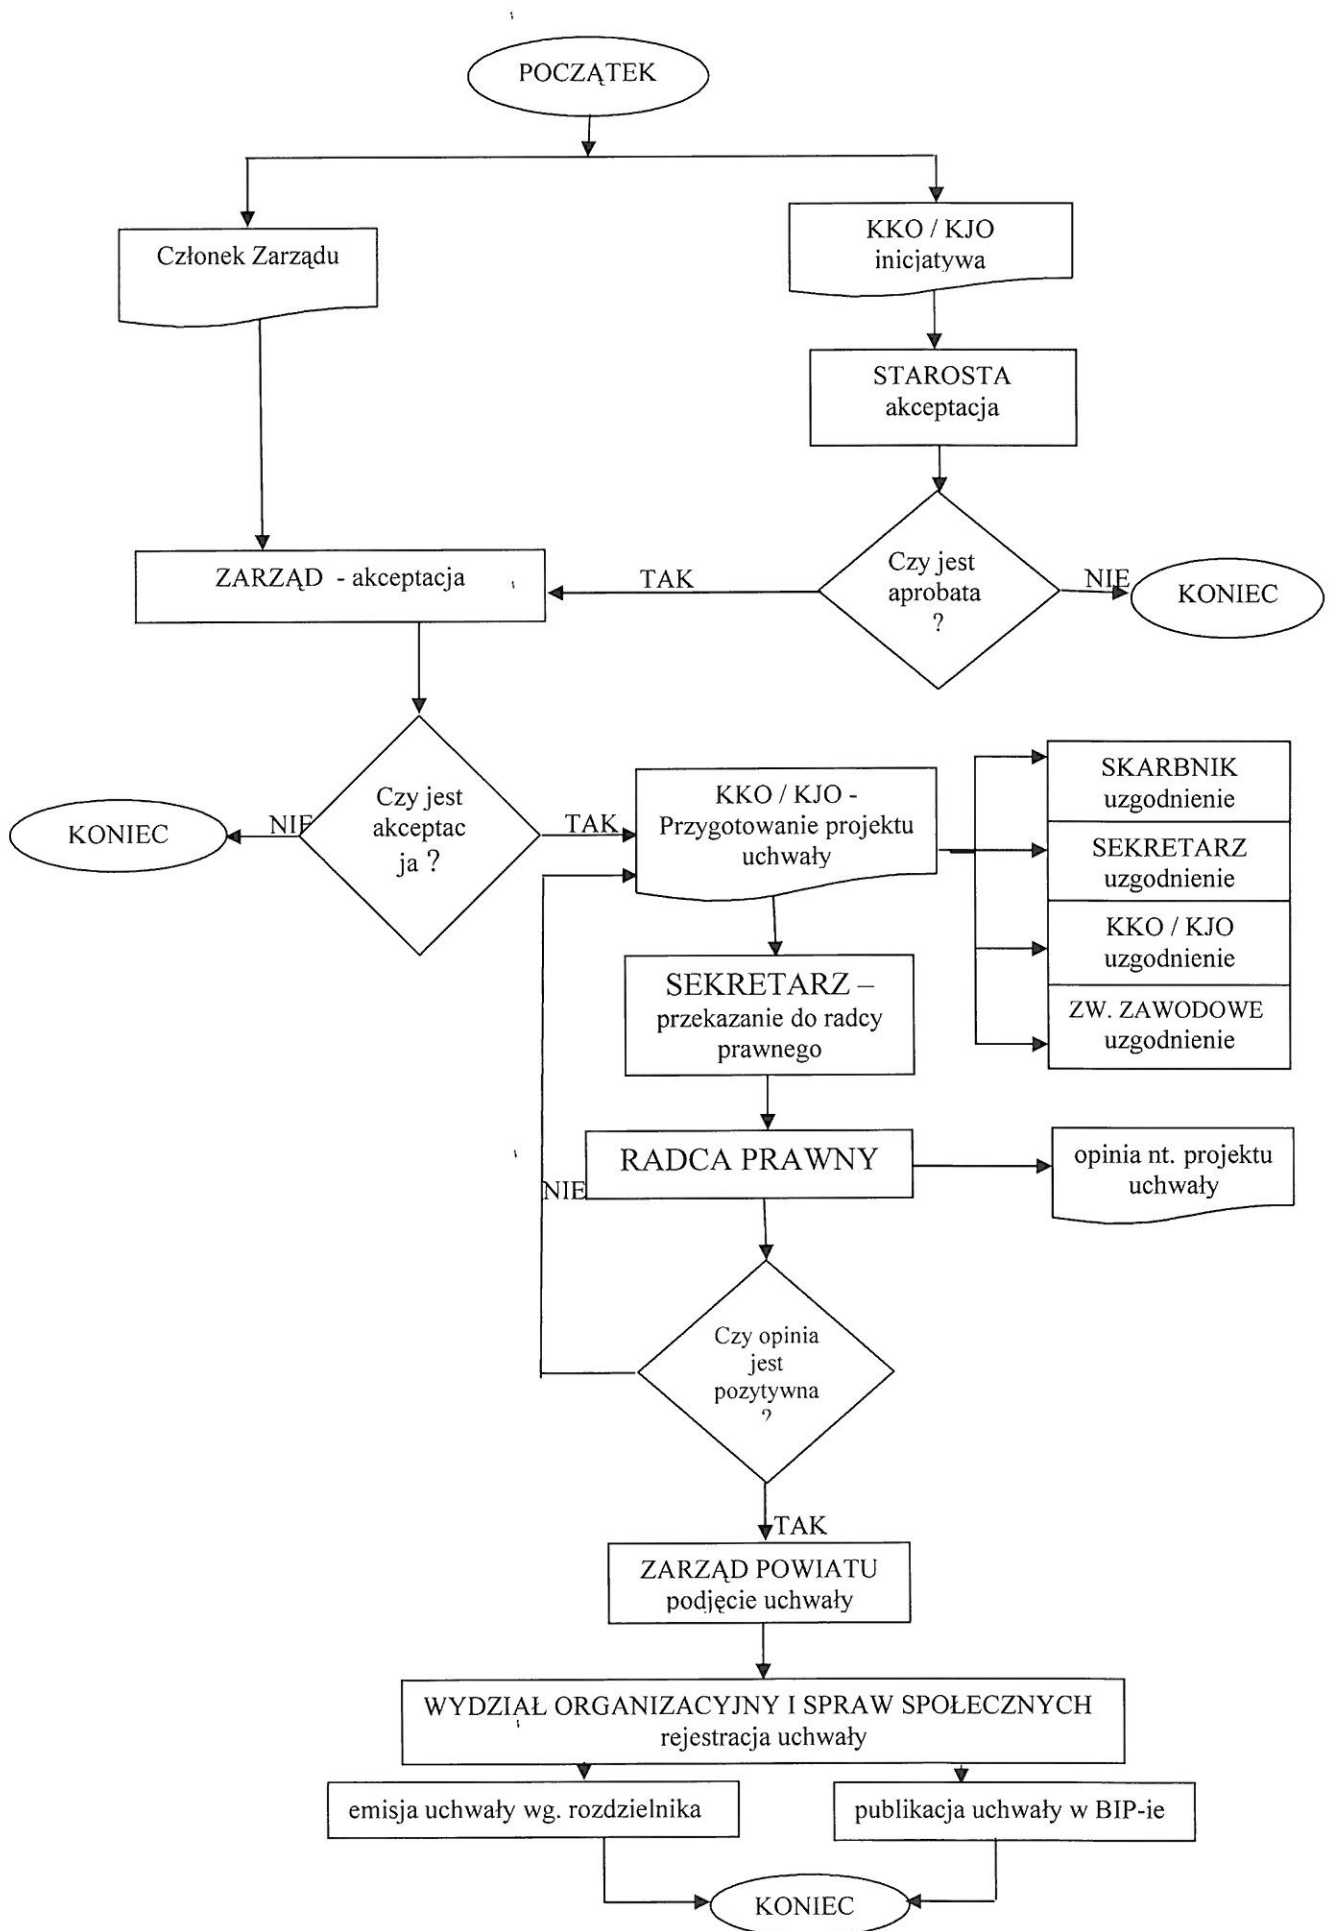 POCZĄTEK
Członek Zarządu
KKO / KJO
inicjatywa
STAROSTA
akceptacja
Czy jest
aprobata
?
TAK
NIE
KONIEC
ZARZĄD - akceptacja
Czy jest
akceptac
ja ?
NIE
KONIEC
TAK
KKO / KJO -
Przygotowanie projektu
uchwały
SKARBNIK
uzgodnienie
SEKRETARZ
uzgodnienie
KKO / KJO
uzgodnienie
ZW. ZAWODOWE
uzgodnienie
SEKRETARZ –
przekazanie do radcy
prawnego
RADCA PRAWNY
opinia nt. projektu
uchwały
NIE
Czy opinia
jest
pozytywna
?
TAK
ZARZĄD POWIATU
podjęcie uchwały
WYDZIAŁ ORGANIZACYJNY I SPRAW SPOŁECZNYCH
rejestracja uchwały
emisja uchwały wg. rozdzielnika
publikacja uchwały w BIP-ie
KONIEC